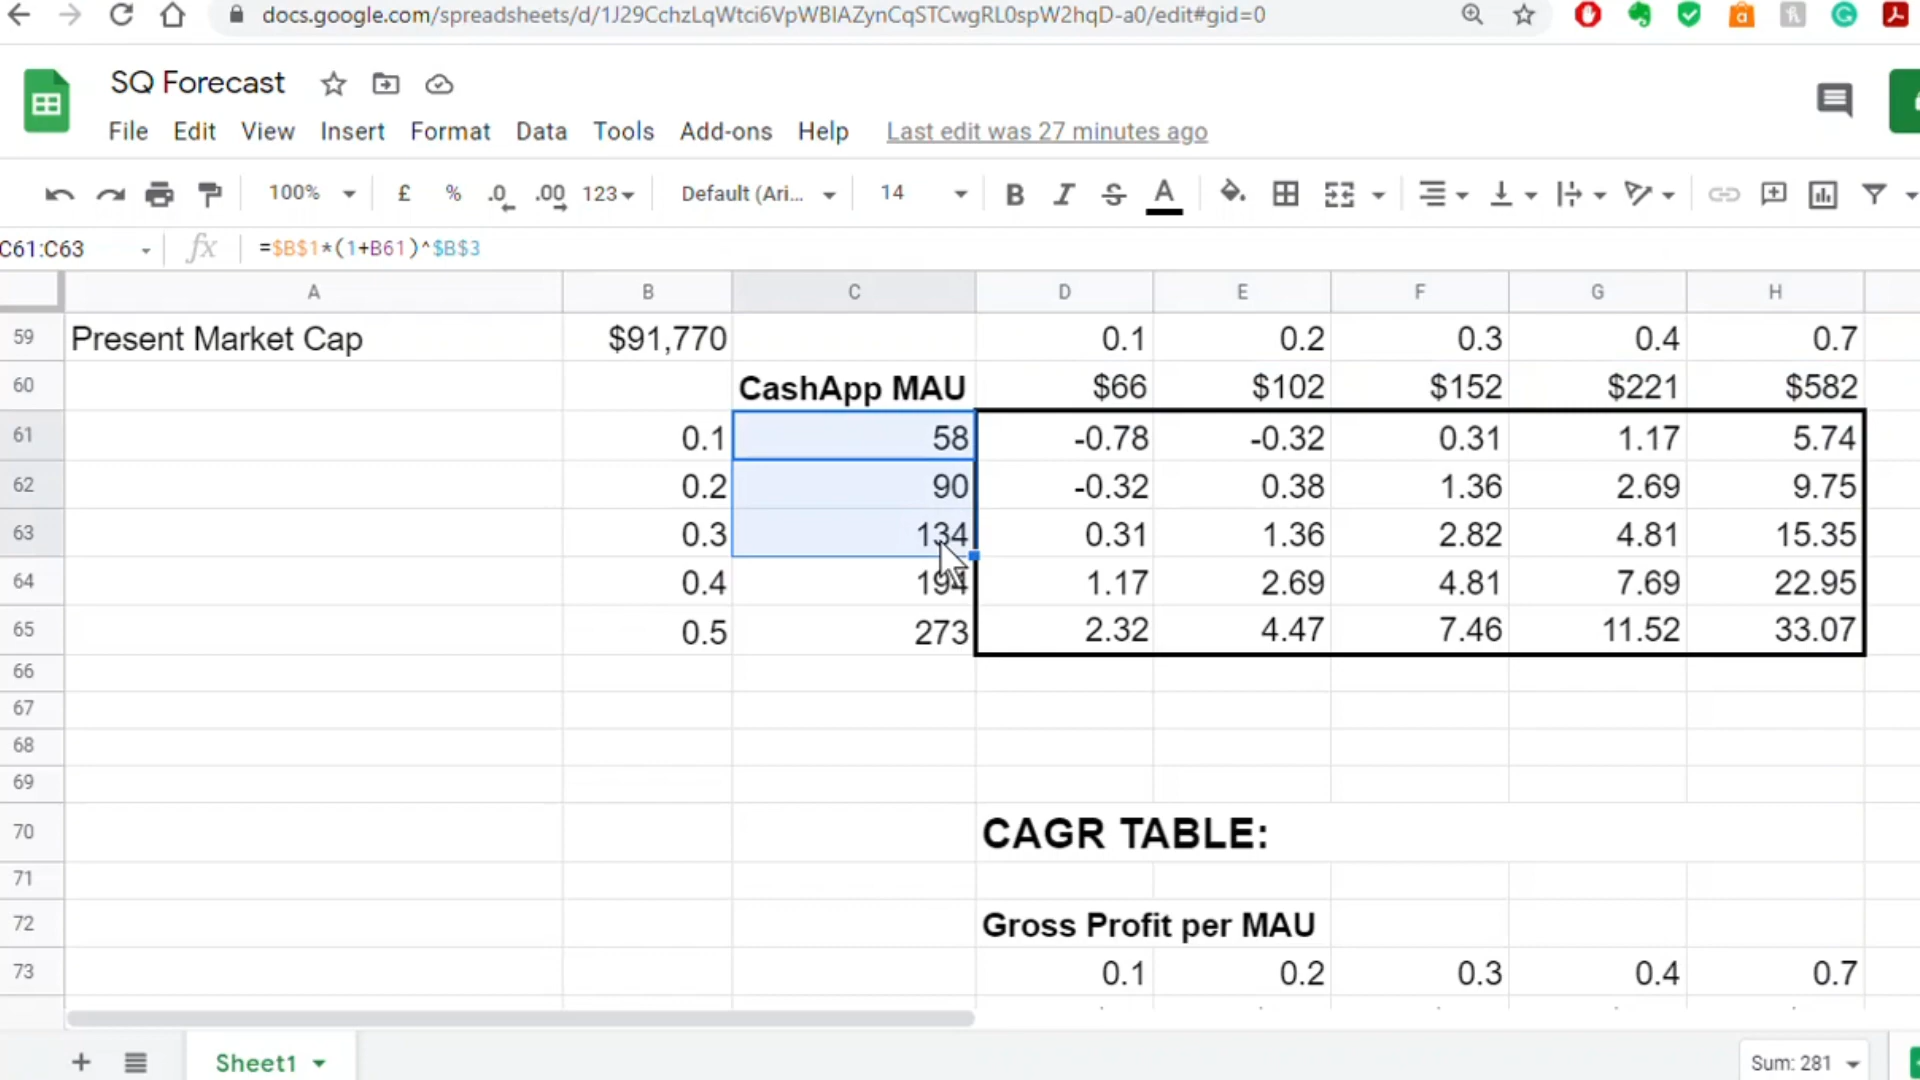 docs.google.com/spreadsheets/d/1J29CchzLqWtci6VpWBIAZynCqSTCwgRL0spW2hqD-a0/edit#gid=0
SQ Forecast
File Edit View Insert Format Data Tools Add-ons Help Last edit was 27 minutes ago
100% £ % .0 .00 123 Default (Ari... 14 B I S A
C61:C63 fx =$B$1*(1+B61)^$B$3
A B C D E F G H
59 Present Market Cap $91,770 0.1 0.2 0.3 0.4 0.7
60 CashApp MAU $66 $102 $152 $221 $582
61 0.1 58 -0.78 -0.32 0.31 1.17 5.74
62 0.2 90 -0.32 0.38 1.36 2.69 9.75
63 0.3 134 0.31 1.36 2.82 4.81 15.35
64 0.4 194 1.17 2.69 4.81 7.69 22.95
65 0.5 273 2.32 4.47 7.46 11.52 33.07
66
67
68
69
70 CAGR TABLE:
71
72 Gross Profit per MAU
73 0.1 0.2 0.3 0.4 0.7
Sheet1 Sum: 281